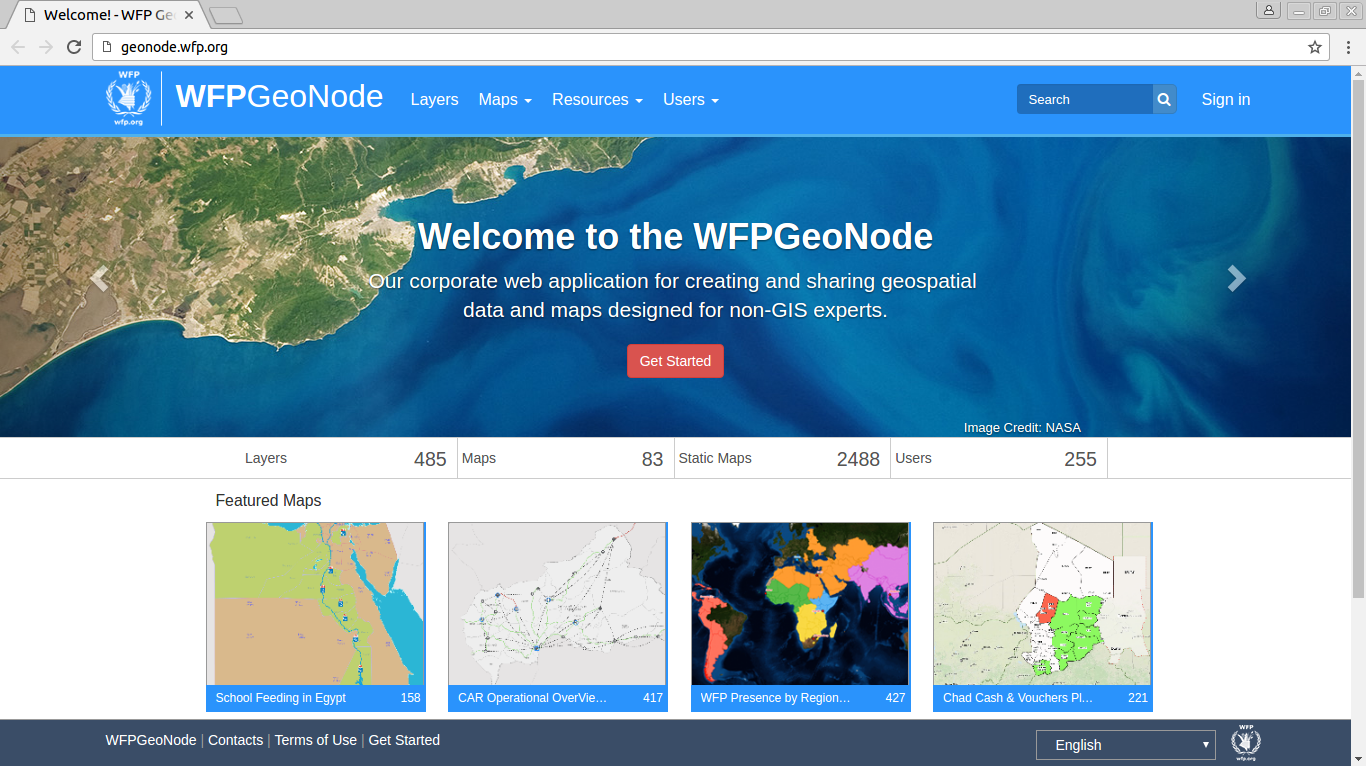 Welcome! - WFP Ge
geonode.wfp.org
WFP
wfp.org
WFPGeoNode
Layers
Maps
Resources
Users
Search
Sign in
Welcome to the WFPGeoNode
Our corporate web application for creating and sharing geospatial
data and maps designed for non-GIS experts.
Get Started
Image Credit: NASA
Layers 485
Maps 83
Static Maps 2488
Users 255
Featured Maps
School Feeding in Egypt 158
CAR Operational OverVie... 417
WFP Presence by Region... 427
Chad Cash & Vouchers Pl... 221
WFPGeoNode | Contacts | Terms of Use | Get Started
English
WFP
wfp.org